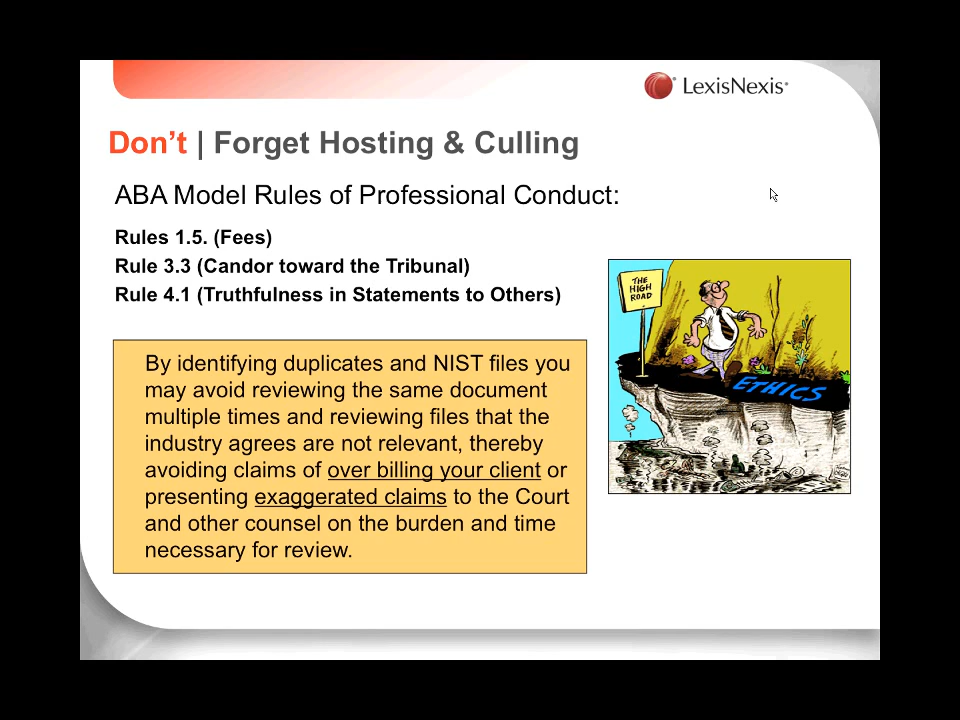 LexisNexis®
Don't | Forget Hosting & Culling
ABA Model Rules of Professional Conduct:
Rules 1.5. (Fees)
Rule 3.3 (Candor toward the Tribunal)
Rule 4.1 (Truthfulness in Statements to Others)
THE
HIGH
ROAD
ETHICS
By identifying duplicates and NIST files you
may avoid reviewing the same document
multiple times and reviewing files that the
industry agrees are not relevant, thereby
avoiding claims of over billing your client or
presenting exaggerated claims to the Court
and other counsel on the burden and time
necessary for review.